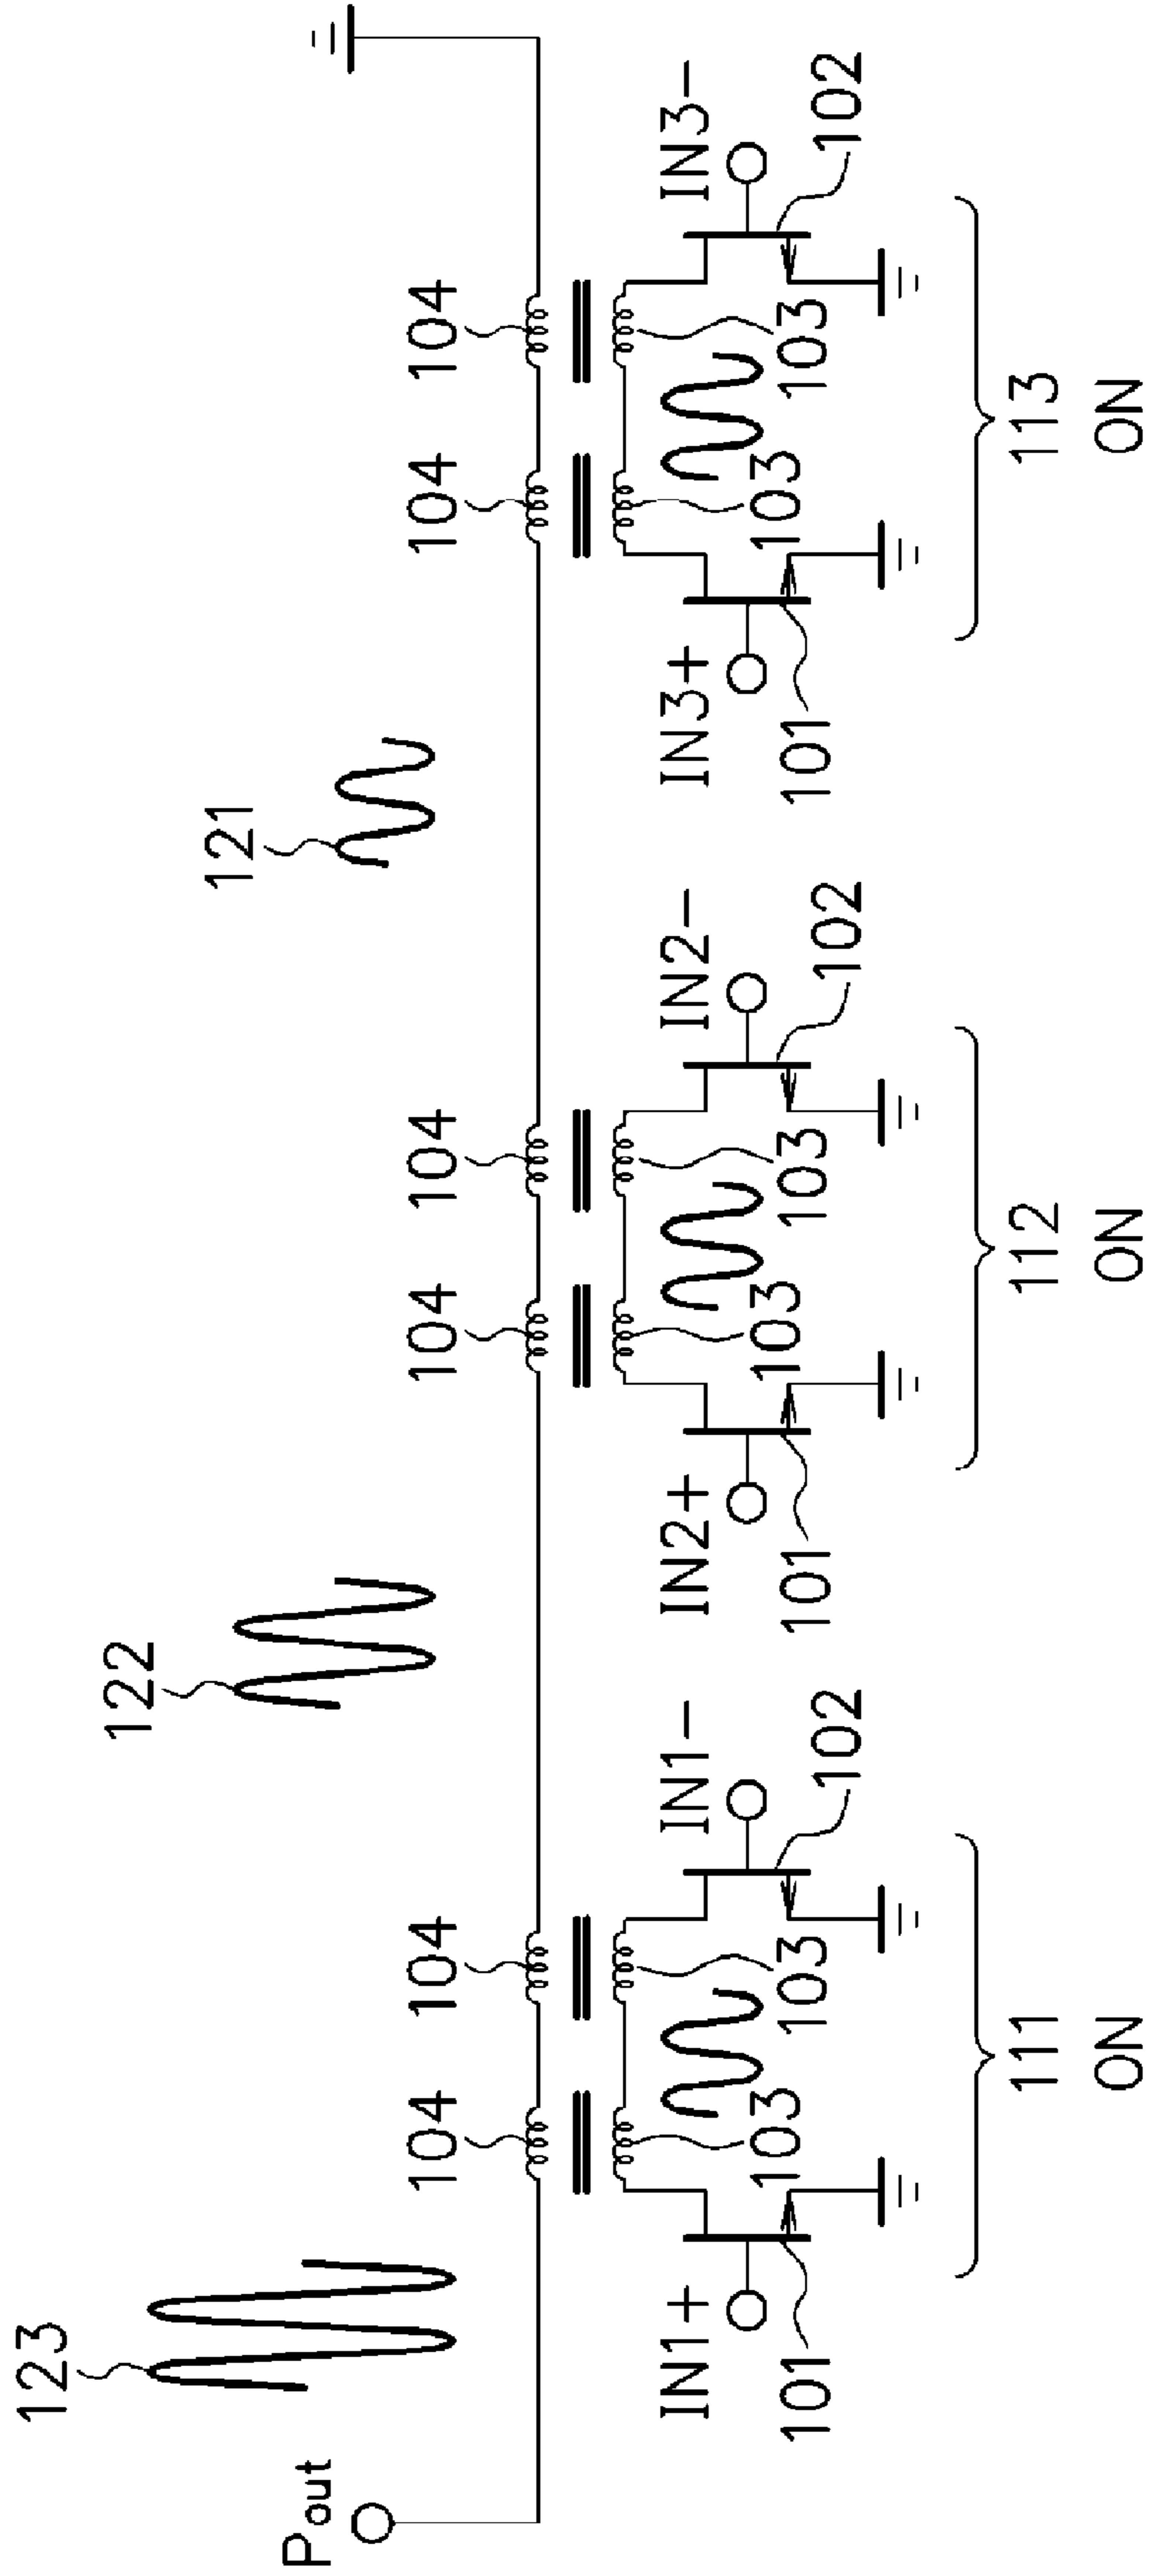 123
122
121
Pout
104 104 104 104 104 104
IN1+ IN1- IN2+ IN2- IN3+ IN3-
103 103 103 103 103 103
101 102 101 102 101 102
111 112 113
ON ON ON